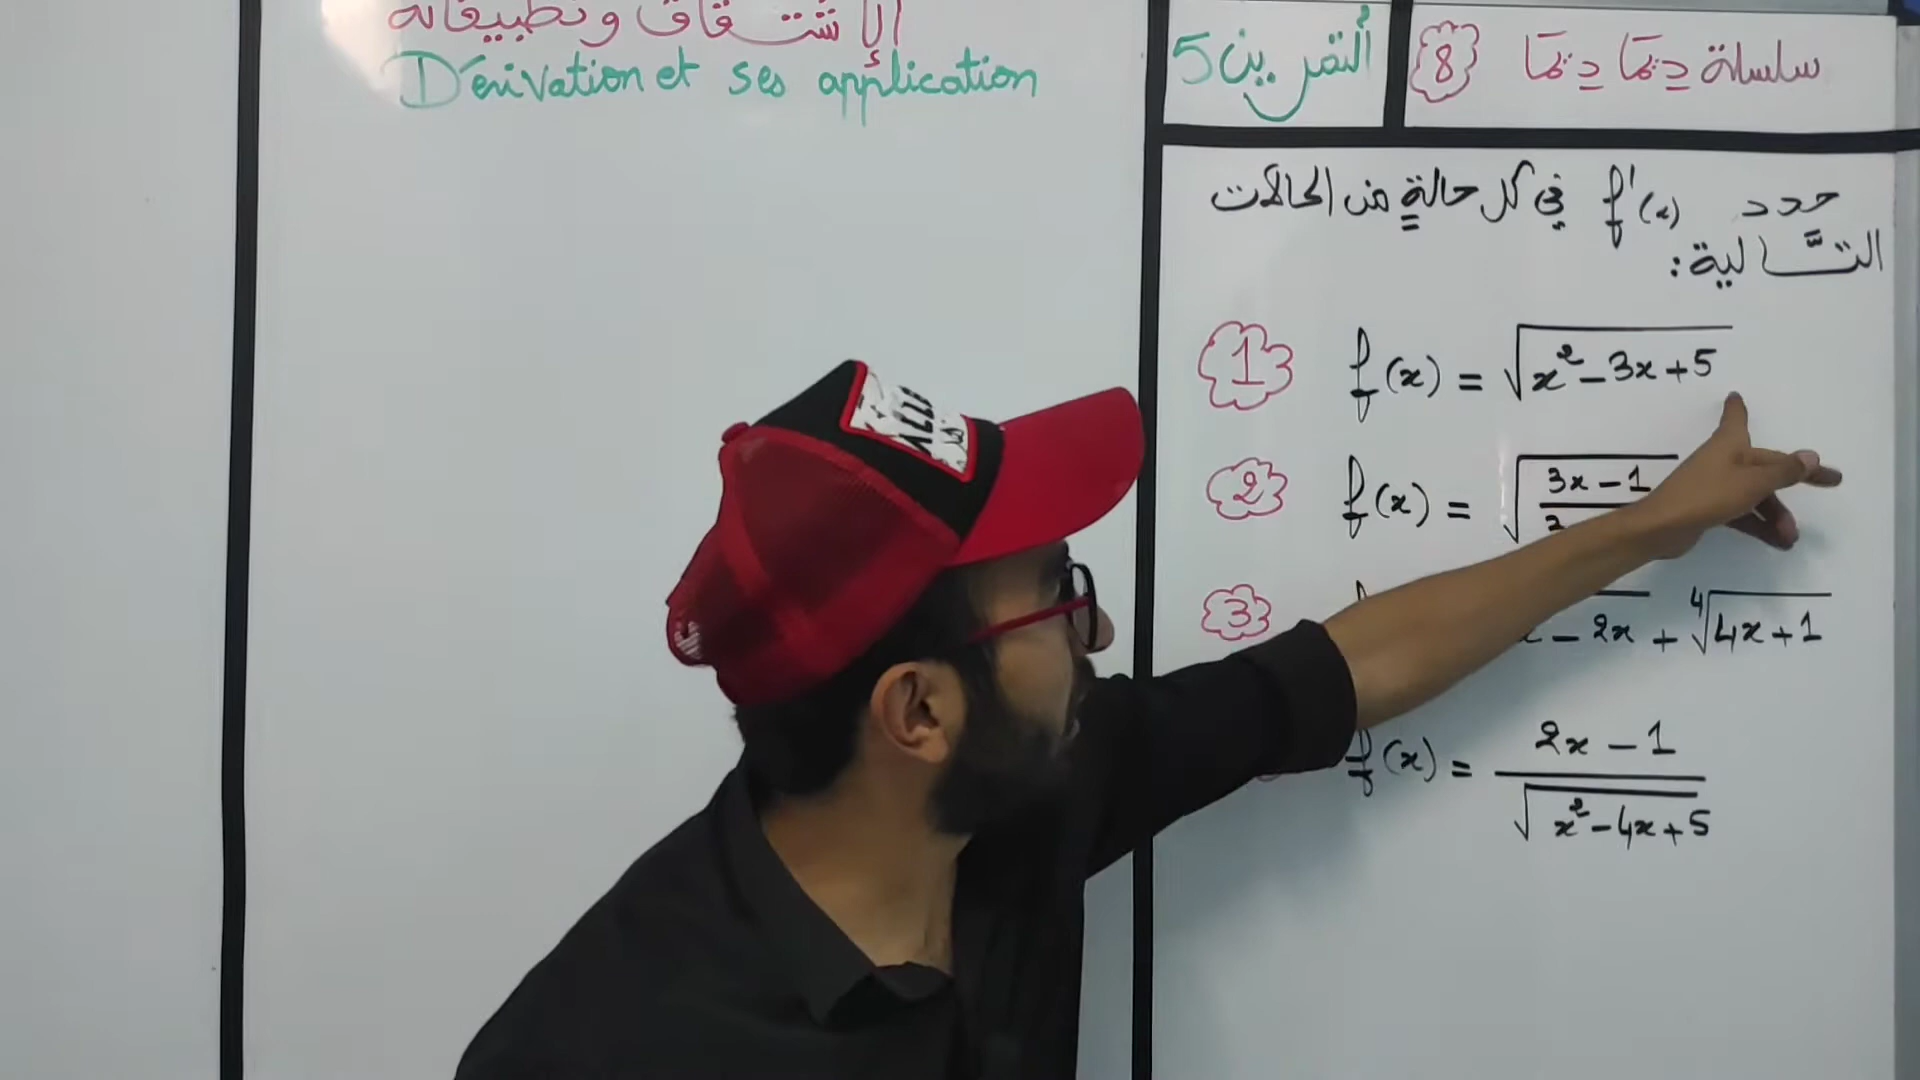 الاشتقاق وتطبيقاته
Dérivation et ses application
التمرين 5
سلسلة ديما ديما 8
حدد f'(x) في كل حالة من الحالات
التالية:
1 f(x) = √(x²-3x+5)
2 f(x) = √(3x-1
3 - 2x + ⁴√(4x+1)
f(x) = (2x-1)/√(x²-4x+5)